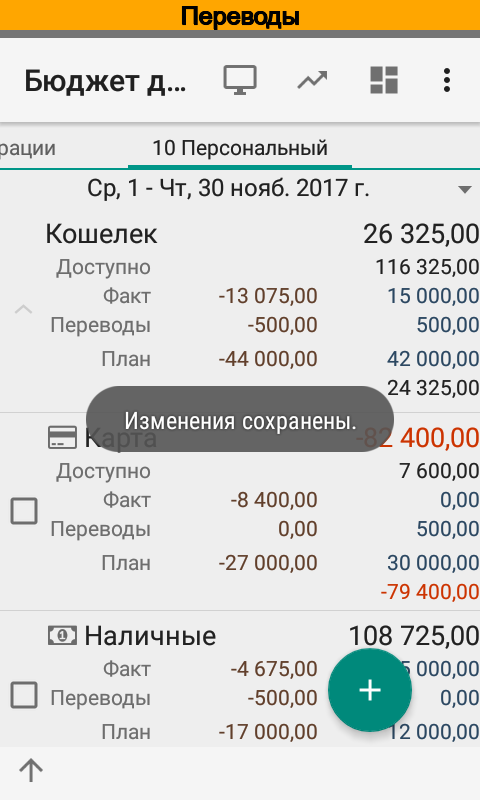 Переводы
Бюджет д...
рации
10 Персональный
Ср, 1 - Чт, 30 нояб. 2017 г.
Кошелек 26 325,00
Доступно 116 325,00
Факт -13 075,00 15 000,00
Переводы -500,00 500,00
План -44 000,00 42 000,00
24 325,00
Изменения сохранены.
Карта -82 400,00
Доступно 7 600,00
Факт -8 400,00 0,00
Переводы 0,00 500,00
План -27 000,00 30 000,00
-79 400,00
Наличные 108 725,00
Факт -4 675,00 5 000,00
Переводы -500,00 0,00
План -17 000,00 12 000,00